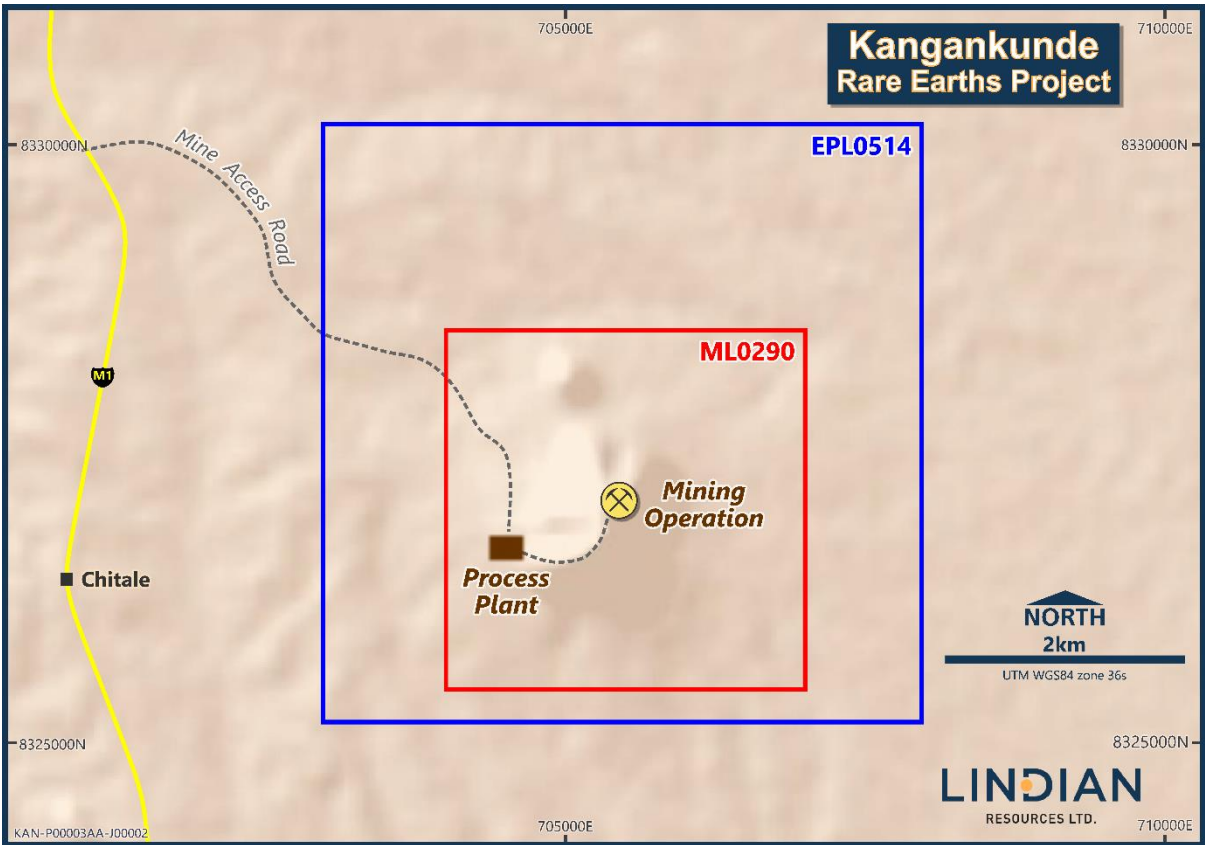 705000E
710000E
Kangankunde
Rare Earths Project
8330000N
Mine Access Road
EPL0514
8330000N
ML0290
M1
Mining
Operation
Chitale
Process
Plant
NORTH
2km
UTM WGS84 zone 36s
8325000N
8325000N
LINDIAN
RESOURCES LTD.
KAN-P00003AA-J00002
705000E
710000E